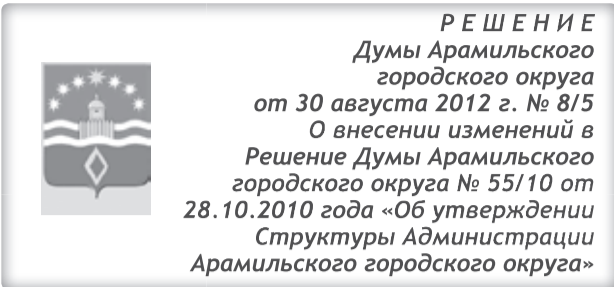 Р Е Ш Е Н И Е
Думы Арамильского
городского округа
от 30 августа 2012 г. № 8/5
О внесении изменений в
Решение Думы Арамильского
городского округа № 55/10 от
28.10.2010 года «Об утверждении
Структуры Администрации
Арамильского городского округа»